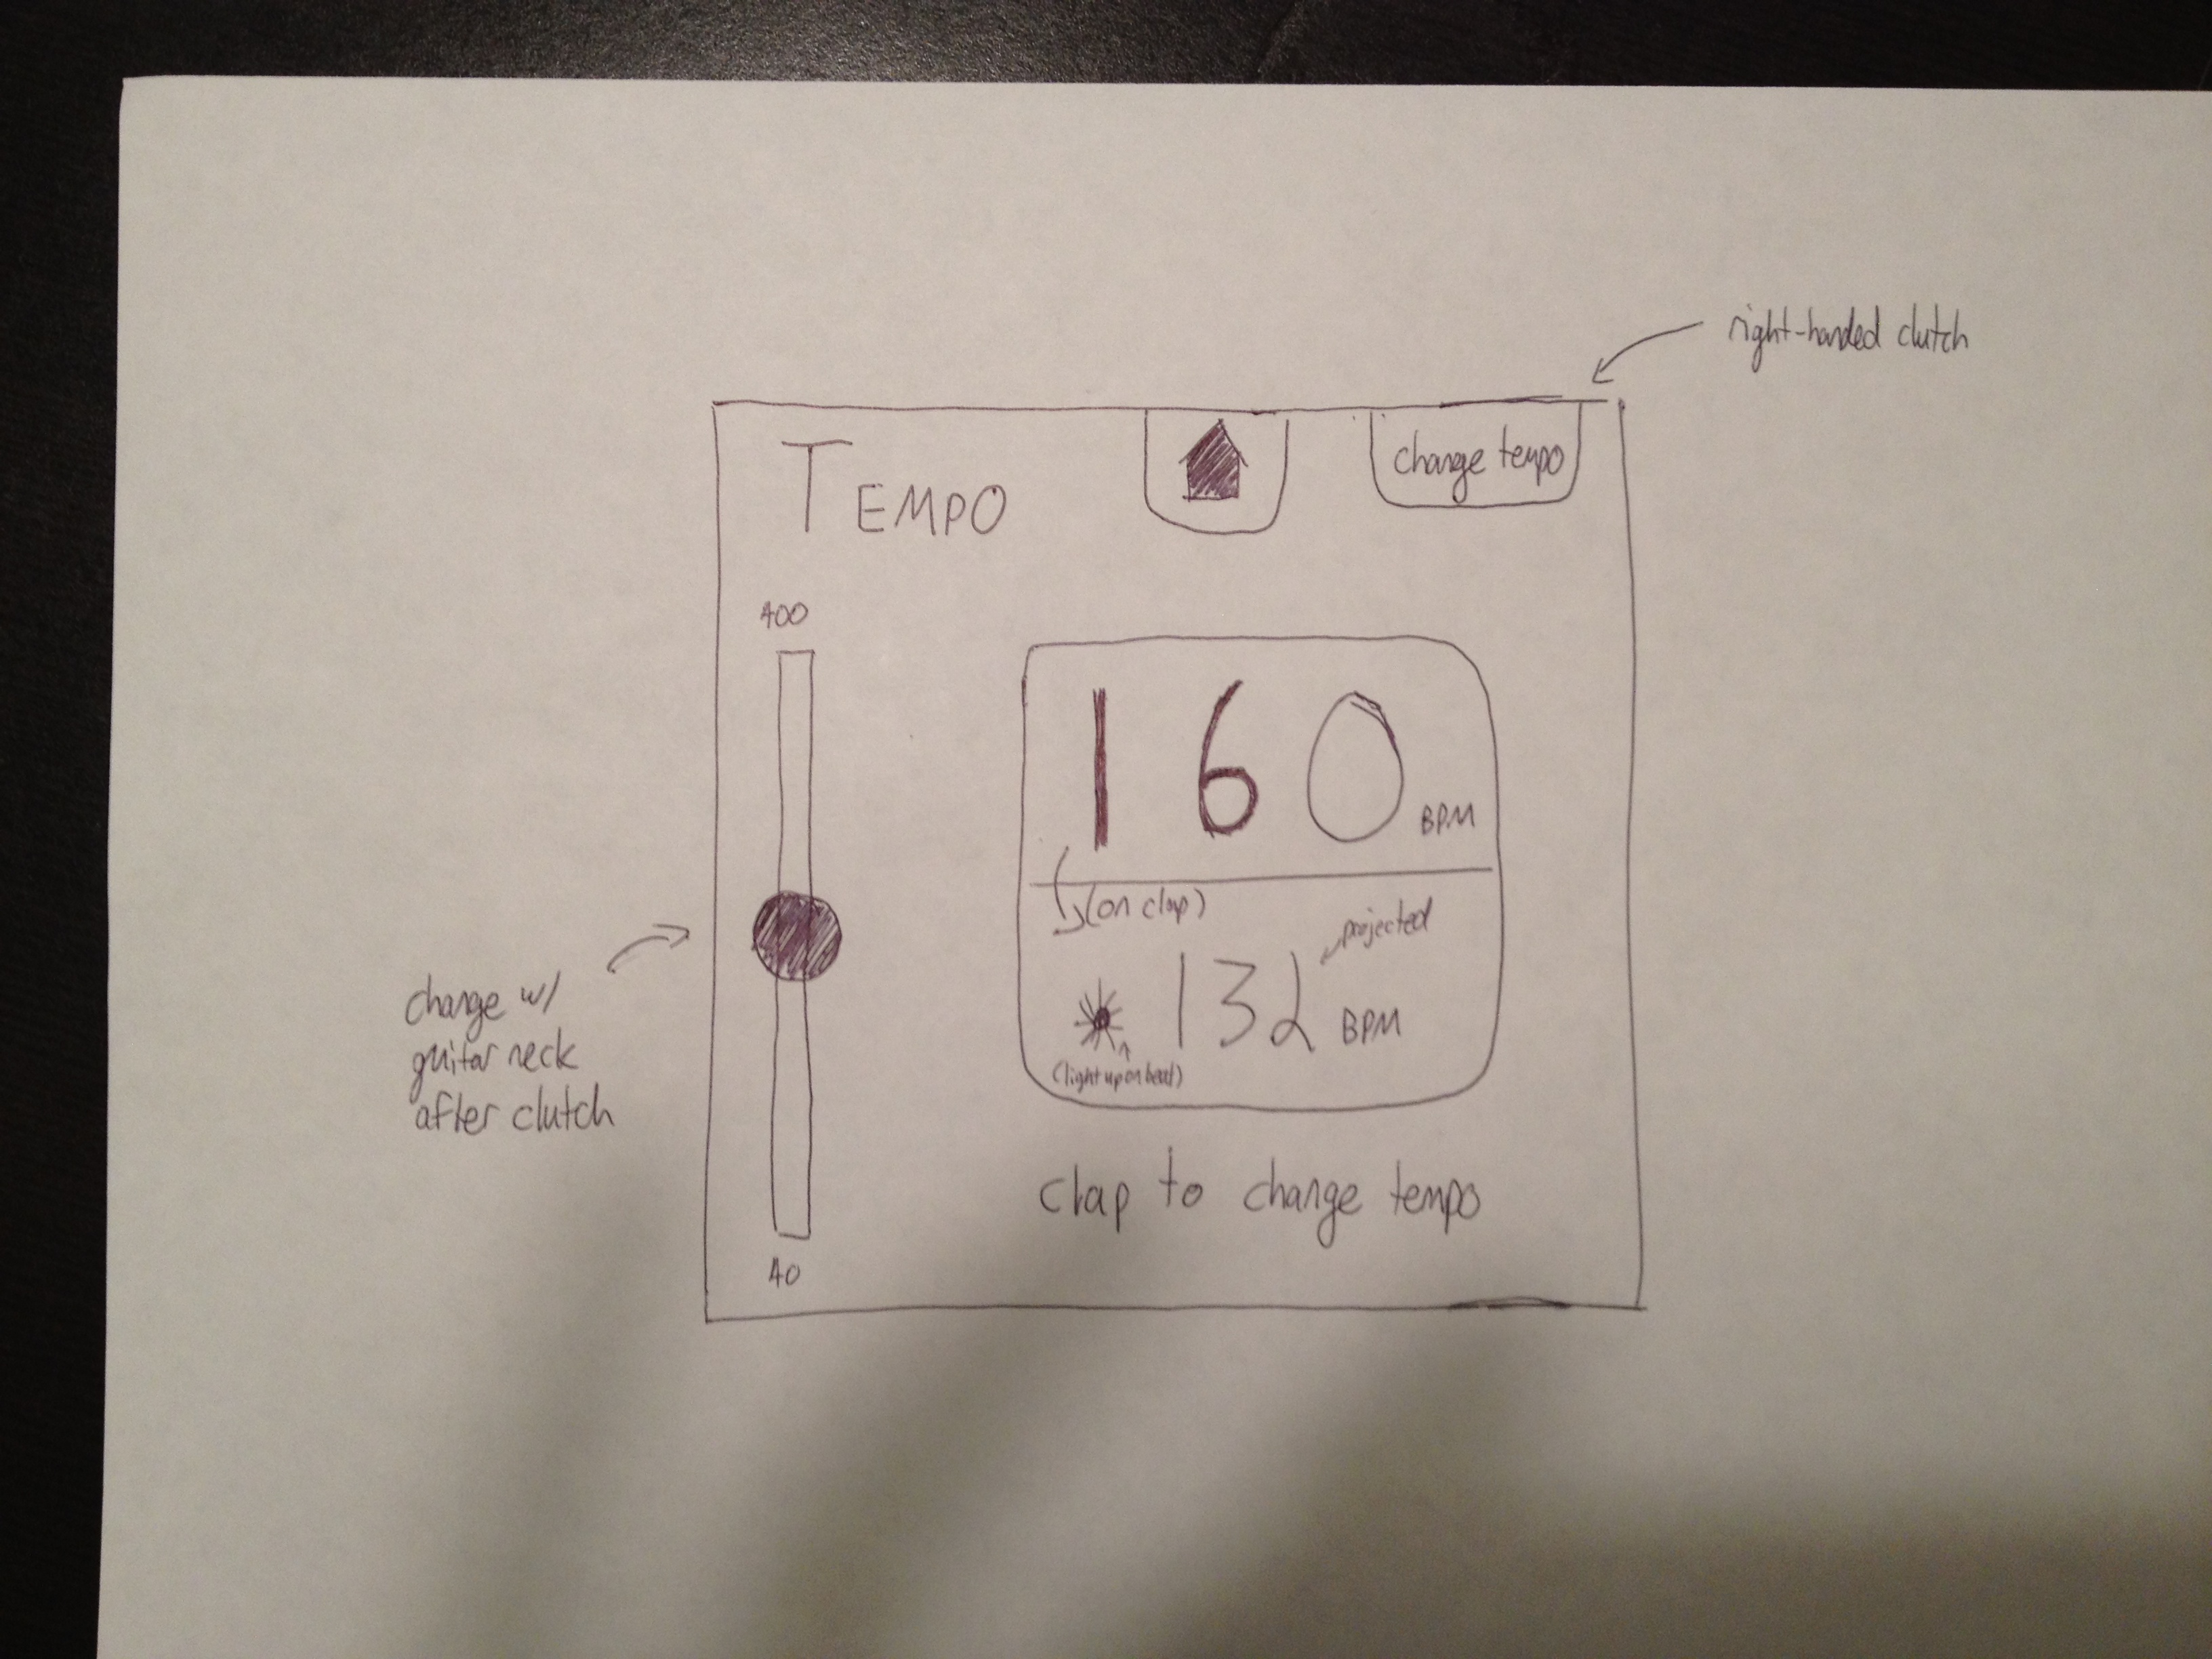 right-handed clutch
change tempo
TEMPO
400
160 BPM
change w/
guitar neck
after clutch
(on clap)
projected
132 BPM
(light up on beat)
40
clap to change tempo